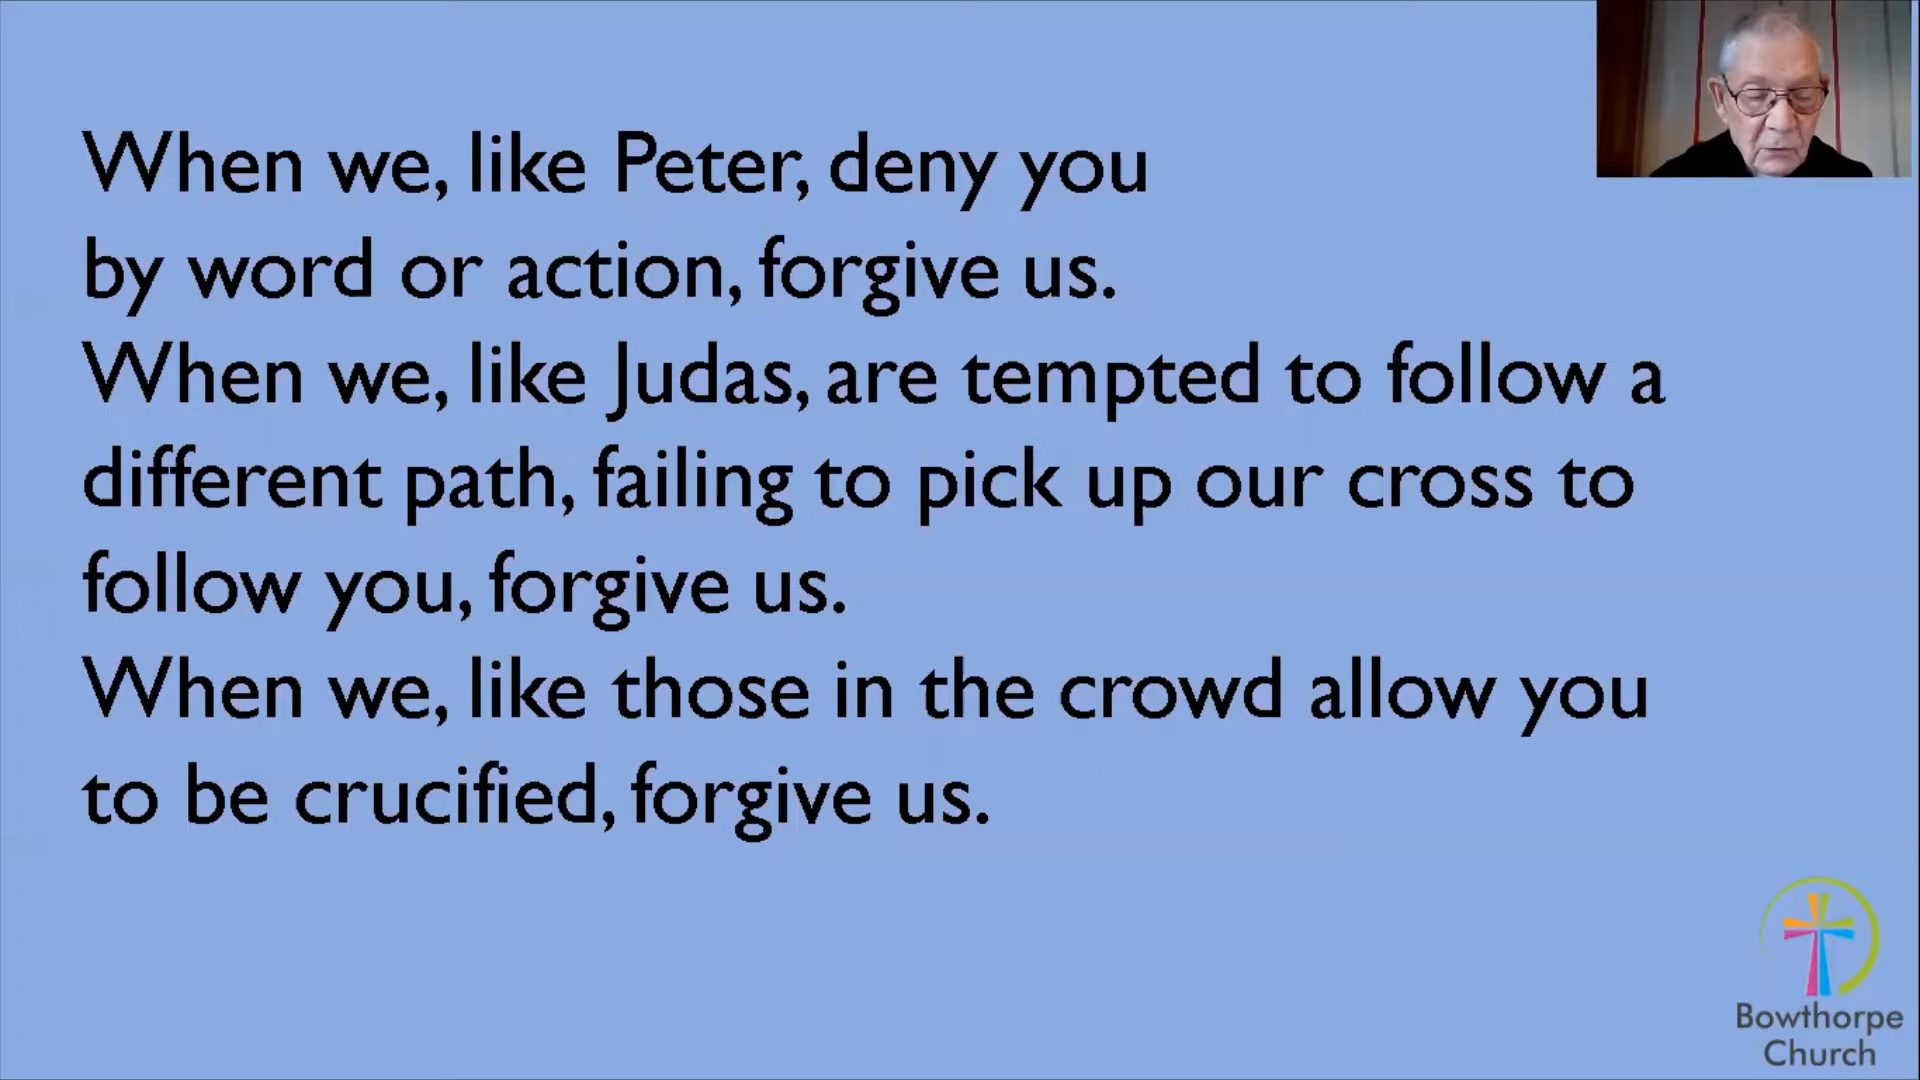 When we, like Peter, deny you
by word or action, forgive us.
When we, like Judas, are tempted to follow a
different path, failing to pick up our cross to
follow you, forgive us.
When we, like those in the crowd allow you
to be crucified, forgive us.
Bowthorpe
Church